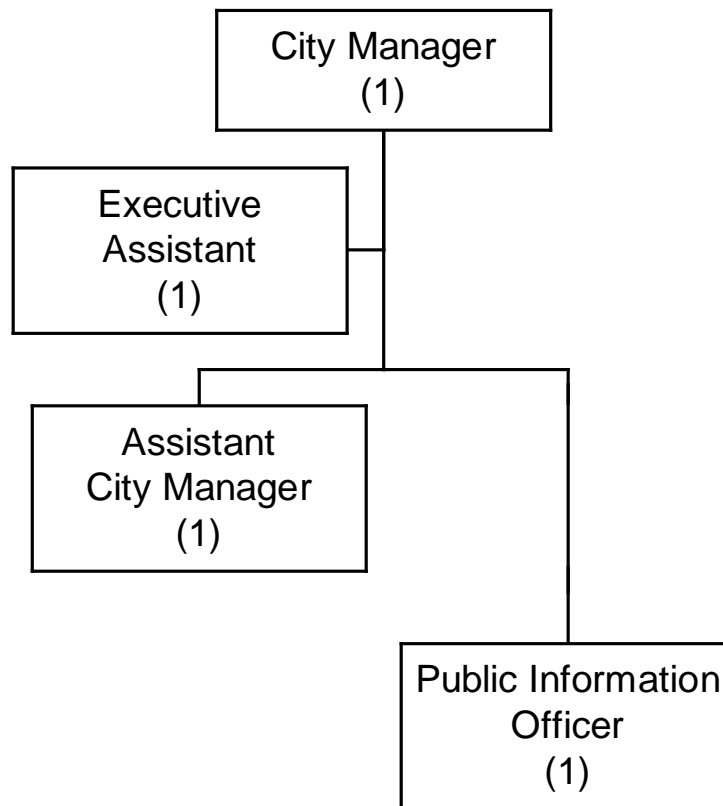 City Manager
(1)
Executive
Assistant
(1)
Assistant
City Manager
(1)
Public Information
Officer
(1)